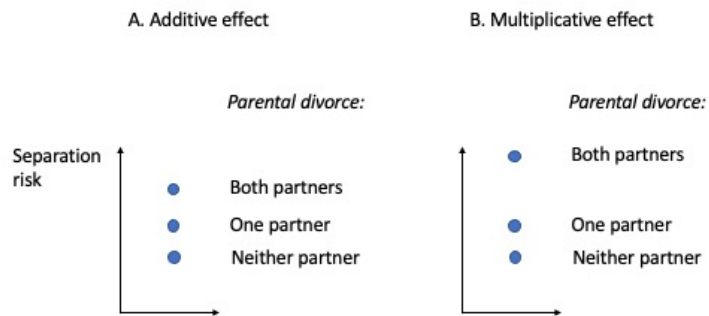 A. Additive effect
B. Multiplicative effect
Parental divorce:
Parental divorce:
Separation
risk
Both partners
One partner
Neither partner
Both partners
One partner
Neither partner